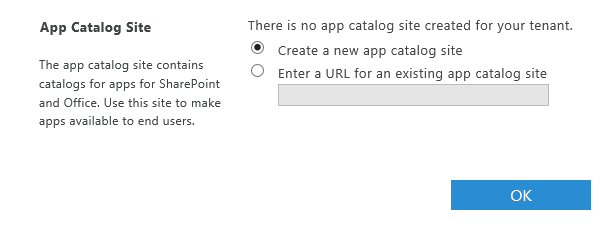 App Catalog Site
The app catalog site contains
catalogs for apps for SharePoint
and Office. Use this site to make
apps available to end users.
There is no app catalog site created for your tenant.
Create a new app catalog site
Enter a URL for an existing app catalog site
OK